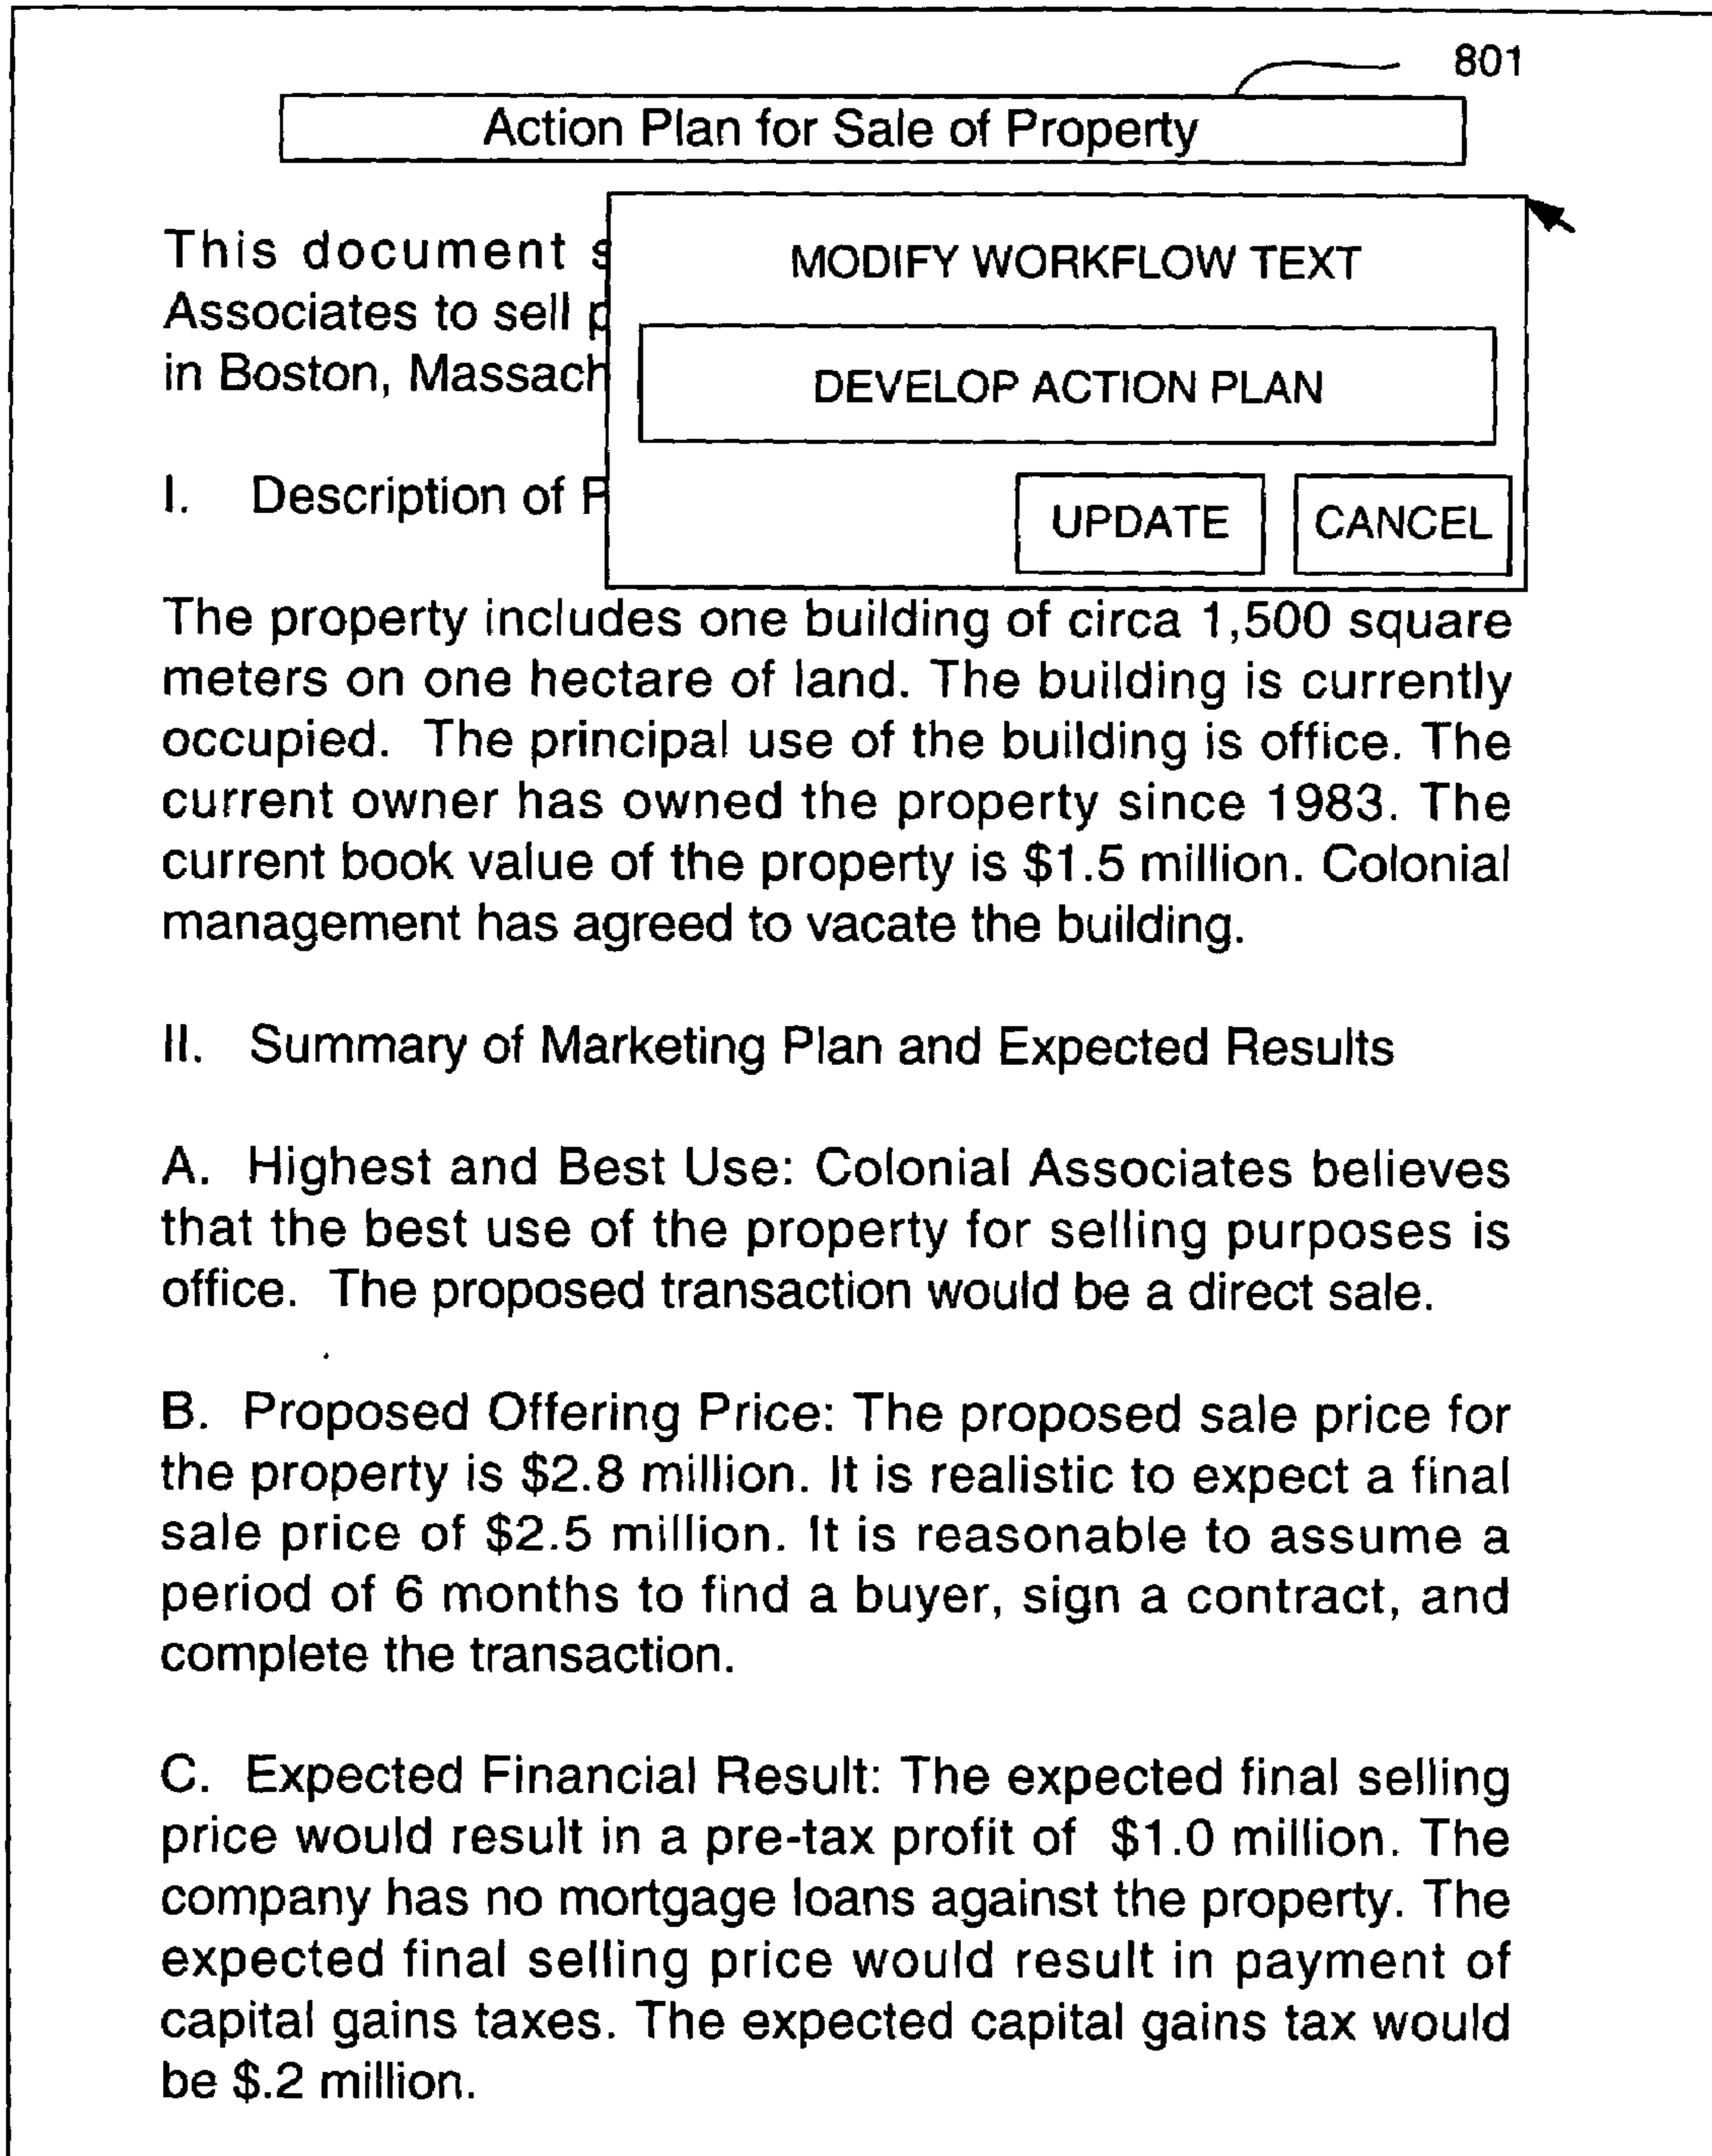 801
Action Plan for Sale of Property
This document
Associates to sell
in Boston,
MODIFY WORKFLOW TEXT
DEVELOP ACTION PLAN
UPDATE CANCEL
I. Description of
The property includes one building of circa 1,500 square
meters on one hectare of land. The building is currently
occupied. The principal use of the building is office. The
current owner has owned the property since 1983. The
current book value of the property is $1.5 million. Colonial
management has agreed to vacate the building.
II. Summary of Marketing Plan and Expected Results
A. Highest and Best Use: Colonial Associates believes
that the best use of the property for selling purposes is
office. The proposed transaction would be a direct sale.
B. Proposed Offering Price: The proposed sale price for
the property is $2.8 million. It is realistic to expect a final
sale price of $2.5 million. It is reasonable to assume a
period of 6 months to find a buyer, sign a contract, and
complete the transaction.
C. Expected Financial Result: The expected final selling
price would result in a pre-tax profit of $1.0 million. The
company has no mortgage loans against the property. The
expected final selling price would result in payment of
capital gains taxes. The expected capital gains tax would
be $.2 million.